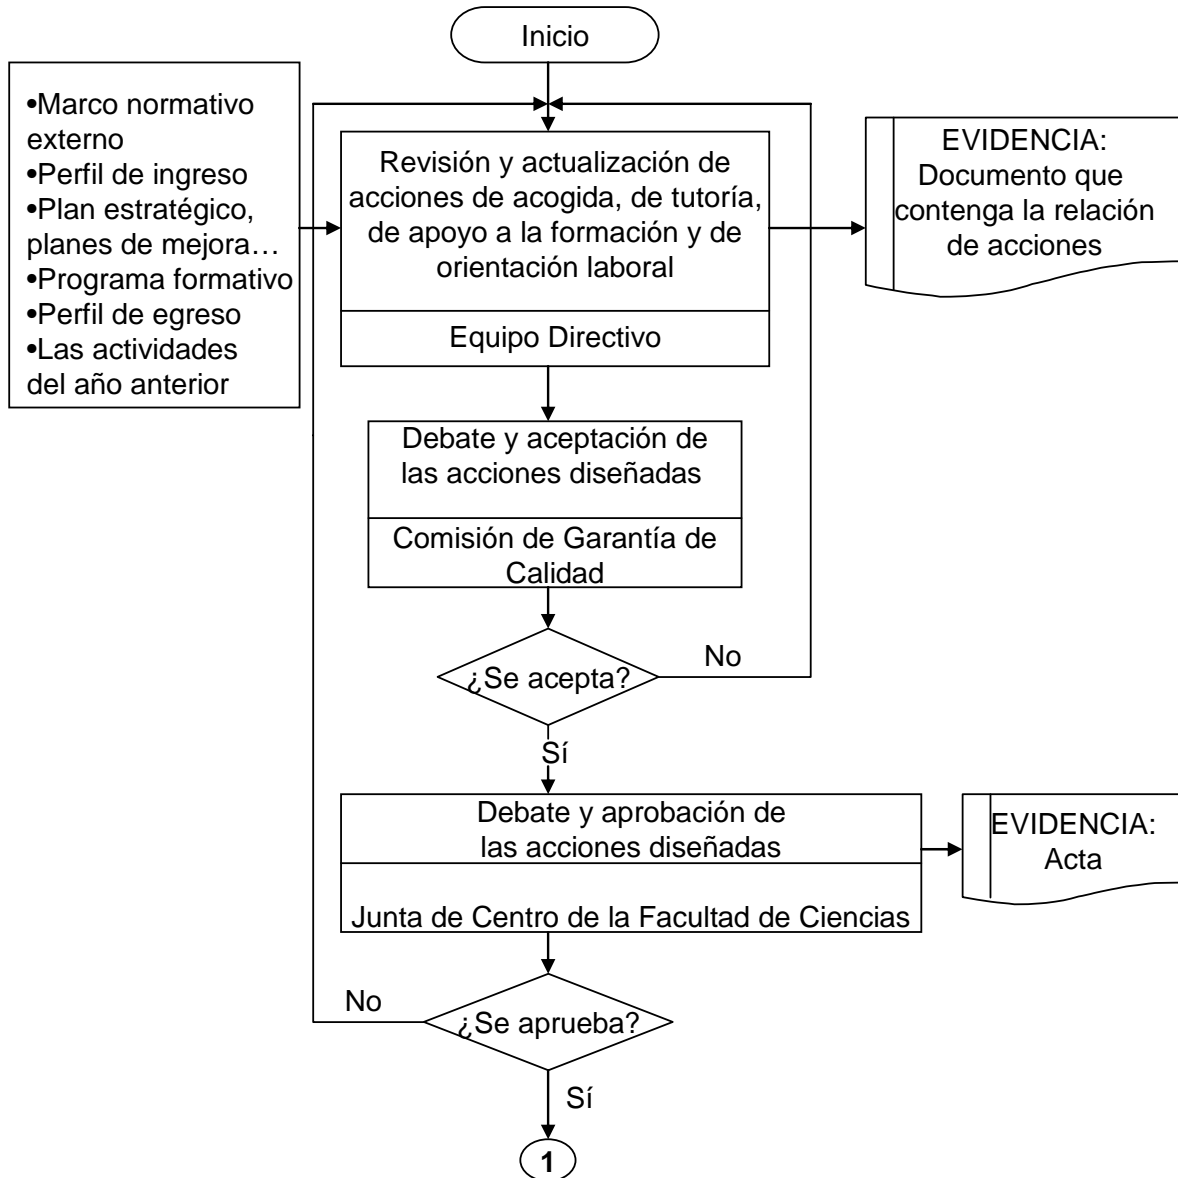 Inicio
•Marco normativo
externo
•Perfil de ingreso
•Plan estratégico,
planes de mejora…
•Programa formativo
•Perfil de egreso
•Las actividades
del año anterior
Revisión y actualización de
acciones de acogida, de tutoría,
de apoyo a la formación y de
orientación laboral
Equipo Directivo
EVIDENCIA:
Documento que
contenga la relación
de acciones
Debate y aceptación de
las acciones diseñadas
Comisión de Garantía de
Calidad
¿Se acepta?
No
Sí
Debate y aprobación de
las acciones diseñadas
Junta de Centro de la Facultad de Ciencias
EVIDENCIA:
Acta
¿Se aprueba?
No
Sí
1